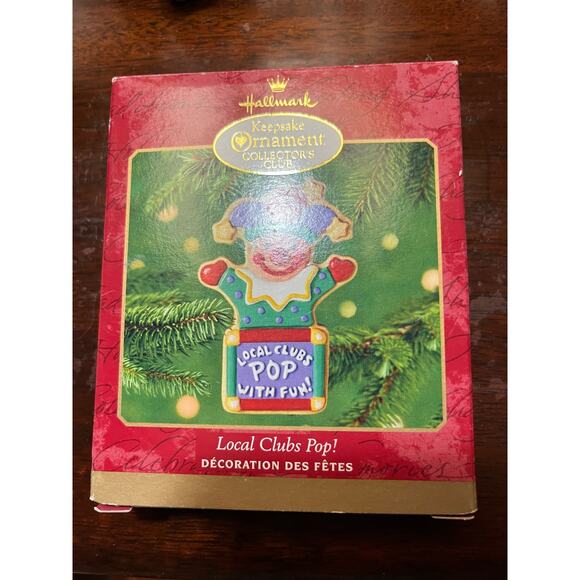 Hallmark
Keepsake
Ornament
COLLECTOR'S
CLUB
LOCAL CLUBS
POP
WITH FUN!
Local Clubs Pop!
DÉCORATION DES FÊTES